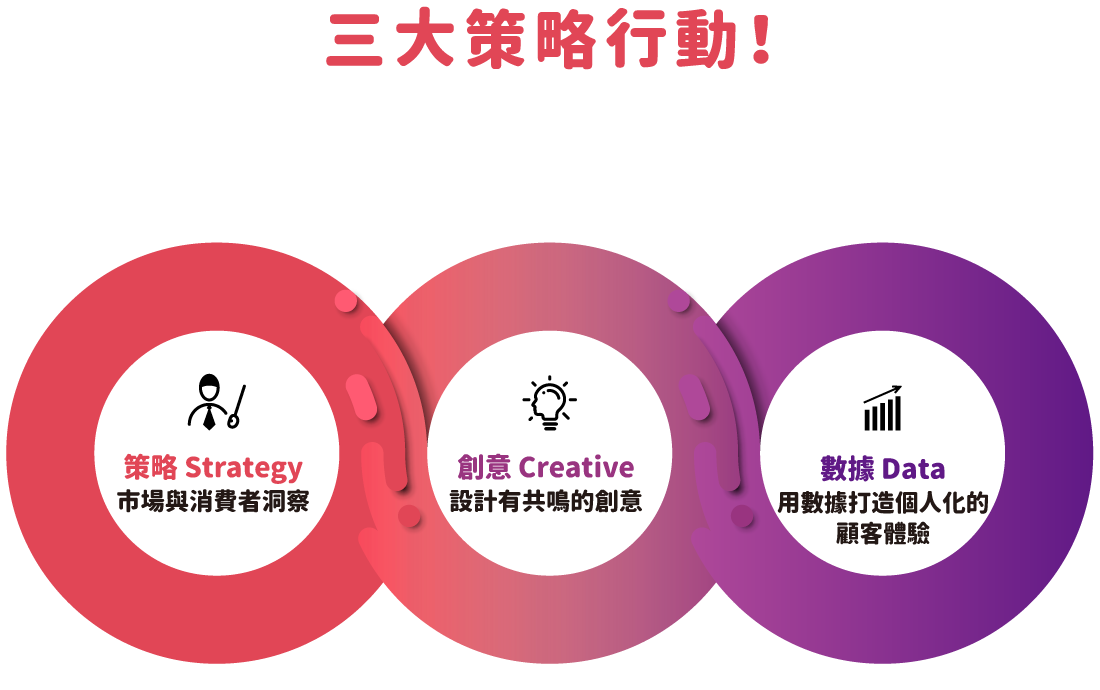 三大策略行動！
策略 Strategy
市場與消費者洞察
創意 Creative
設計有共鳴的創意
數據 Data
用數據打造個人化的
顧客體驗